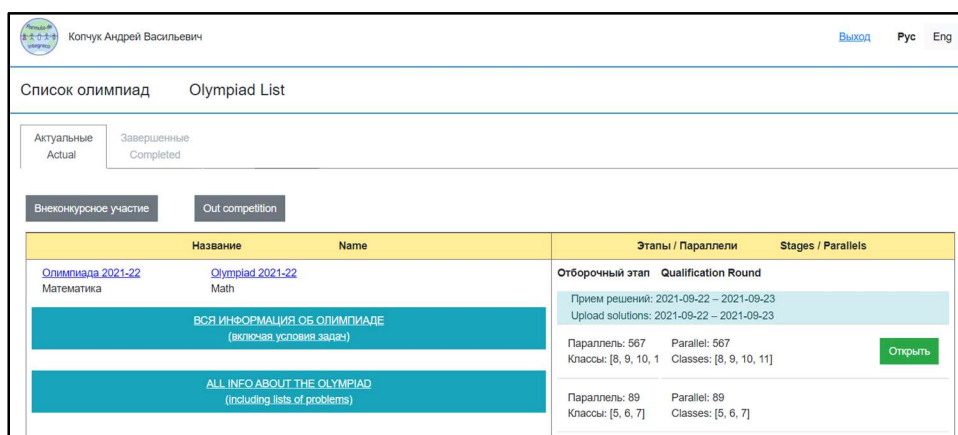 Formula de
Integreco
Копчук Андрей Васильевич
Выход Рус Eng
Список олимпиад Olympiad List
Актуальные
Actual
Завершенные
Completed
Внеконкурсное участие
Out competition
Название Name
Этапы / Параллели Stages / Parallels
Олимпиада 2021-22
Математика
Olympiad 2021-22
Math
ВСЯ ИНФОРМАЦИЯ ОБ ОЛИМПИАДЕ
(включая условия задач)
ALL INFO ABOUT THE OLYMPIAD
(including lists of problems)
Отборочный этап Qualification Round
Прием решений: 2021-09-22 – 2021-09-23
Upload solutions: 2021-09-22 – 2021-09-23
Параллель: 567 Parallel: 567
Классы: [8, 9, 10, 1 Classes: [8, 9, 10, 11]
Открыть
Параллель: 89 Parallel: 89
Классы: [5, 6, 7] Classes: [5, 6, 7]